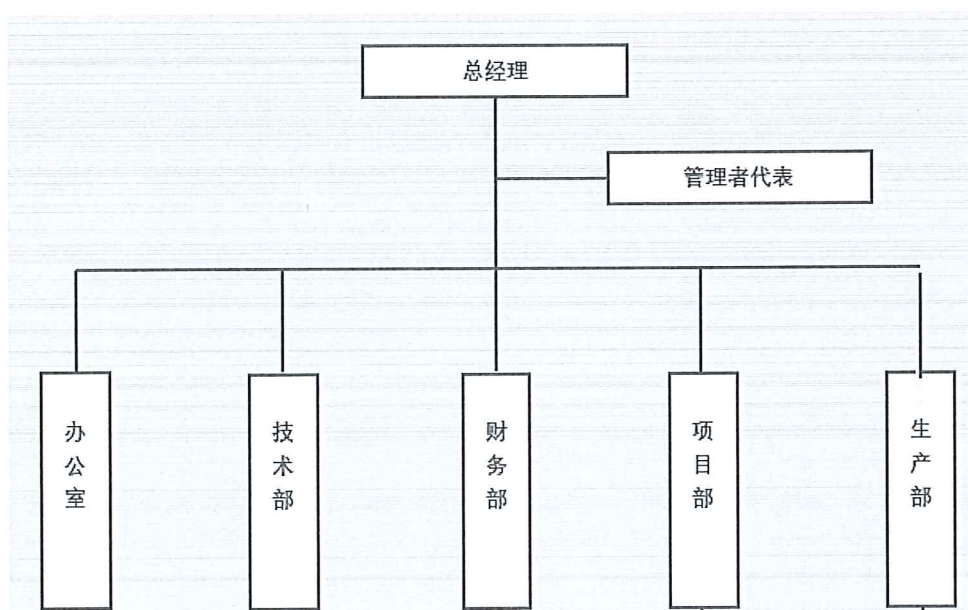 总经理
管理者代表
办公室
技术部
财务部
项目部
生产部